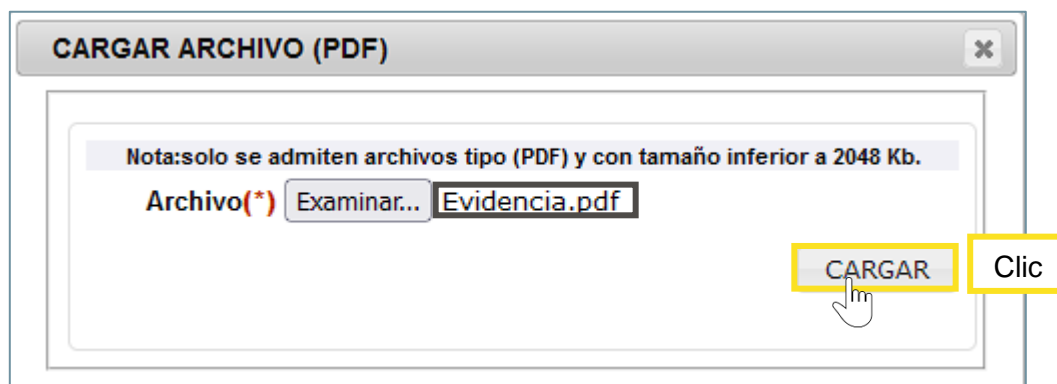 CARGAR ARCHIVO (PDF)
Nota:solo se admiten archivos tipo (PDF) y con tamaño inferior a 2048 Kb.
Archivo(*) Examinar... Evidencia.pdf
CARGAR Clic